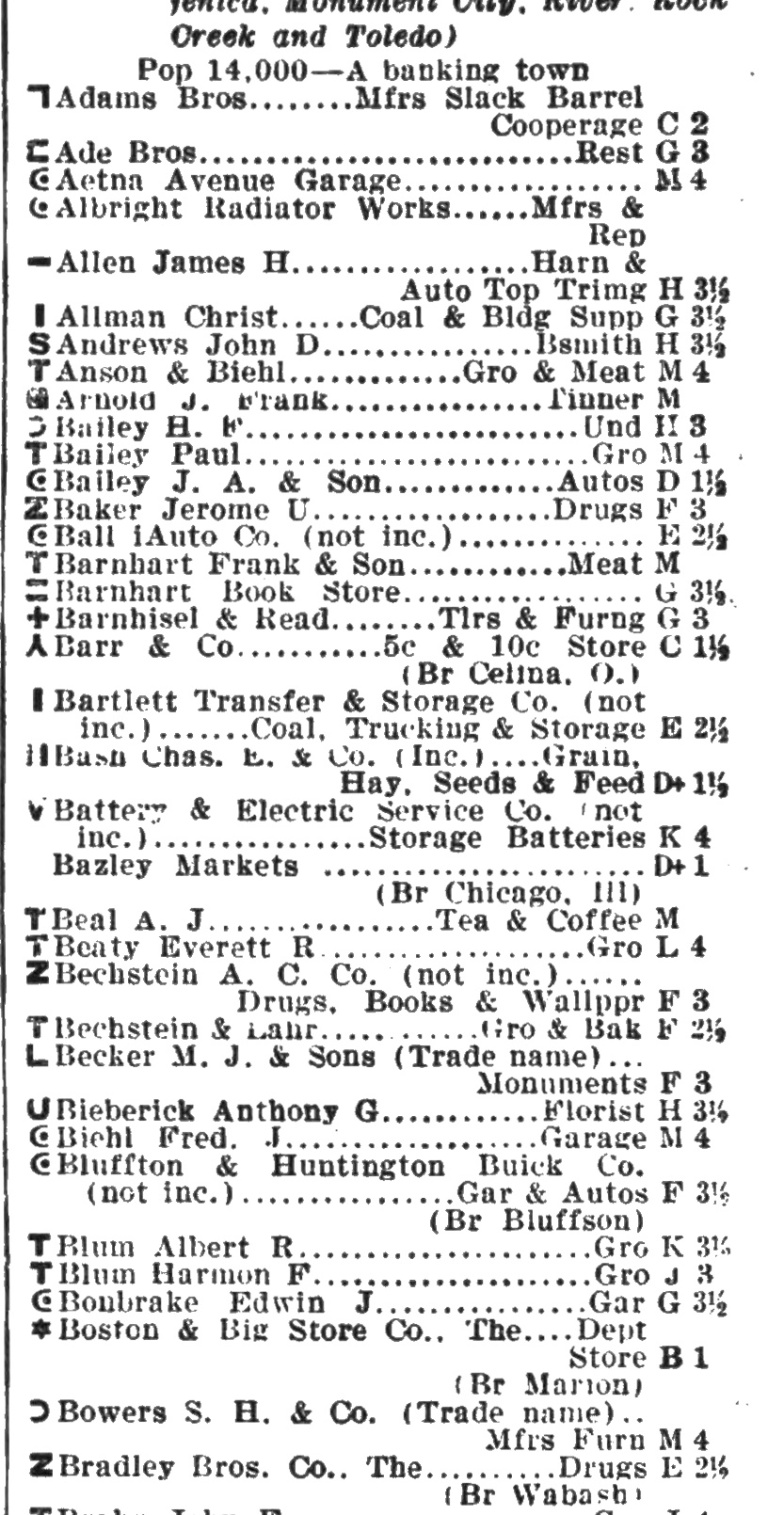 Monument City, River, Rock
Creek and Toledo)
Pop 14,000—A banking town
Adams Bros........Mfrs Slack Barrel
Cooperage C 2
Ade Bros............................Rest G 3
Aetna Avenue Garage.................. M 4
Albright Radiator Works......Mfrs &
Rep
Allen James H..................Harn &
Auto Top Trimg H 3½
Allman Christ......Coal & Bldg Supp G 3½
S Andrews John D................Bsmith H 3½
T Anson & Biehl.............Gro & Meat M 4
Arnold J. Frank................Tinner M
Bailey H. F.........................Und H 3
T Bailey Paul..........................Gro M 4
Bailey J. A. & Son.............Autos D 1½
Z Baker Jerome U..................Drugs F 3
Ball iAuto Co. (not inc.).............. E 2½
T Barnhart Frank & Son............Meat M
Barnhart Book Store.................. G 3½
+ Barnhisel & Read........Tlrs & Furng G 3
Barr & Co...........5c & 10c Store C 1½
(Br Celina, O.)
Bartlett Transfer & Storage Co. (not
inc.).......Coal, Trucking & Storage E 2½
Bash Chas. E. & Co. (Inc.)....Grain,
Hay, Seeds & Feed D+ 1½
Battery & Electric Service Co. (not
inc.)................Storage Batteries K 4
Bazley Markets ........................ D+ 1
(Br Chicago, Ill)
T Beal A. J.................Tea & Coffee M
T Beaty Everett R....................Gro L 4
Z Bechstein A. C. Co. (not inc.)......
Drugs, Books & Wallppr F 3
T Bechstein & Lahr............Gro & Bak F 2½
L Becker M. J. & Sons (Trade name)...
Monuments F 3
U Bieberick Anthony G............Florist H 3½
Biehl Fred. J...................Garage M 4
Bluffton & Huntington Buick Co.
(not inc.)................Gar & Autos F 3½
(Br Bluffson)
T Blum Albert R......................Gro K 3½
T Blum Harmon F.....................Gro J 3
Bonbrake Edwin J................Gar G 3½
* Boston & Big Store Co., The....Dept
Store B 1
(Br Marion)
Bowers S. H. & Co. (Trade name)..
Mfrs Furn M 4
Z Bradley Bros. Co., The..........Drugs E 2½
(Br Wabash)